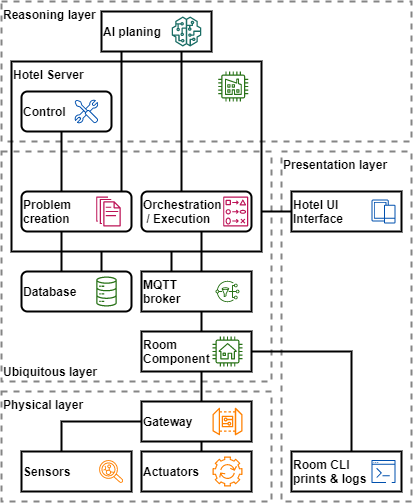 Reasoning layer
AI planing
Hotel Server
Control
Presentation layer
Problem
creation
Orchestration
/ Execution
Hotel UI
Interface
Database
MQTT
broker
Room
Component
Ubiquitous layer
Physical layer
Gateway
Sensors
Actuators
Room CLI
prints & logs